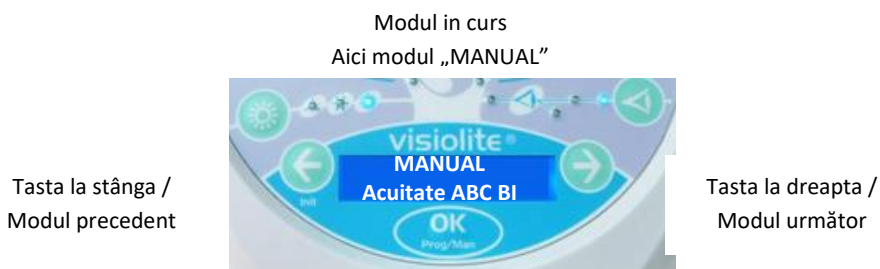 Modul in curs
Aici modul „MANUAL”
visiolite®
MANUAL
Acuitate ABC BI
Init
OK
Prog/Man
Tasta la stânga /
Modul precedent
Tasta la dreapta /
Modul următor